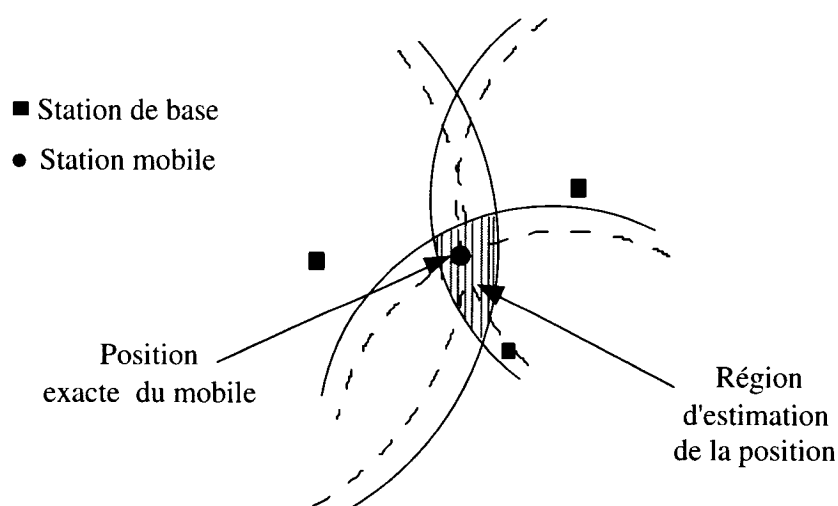 Station de base
Station mobile
Position
exacte du mobile
Région
d'estimation
de la position